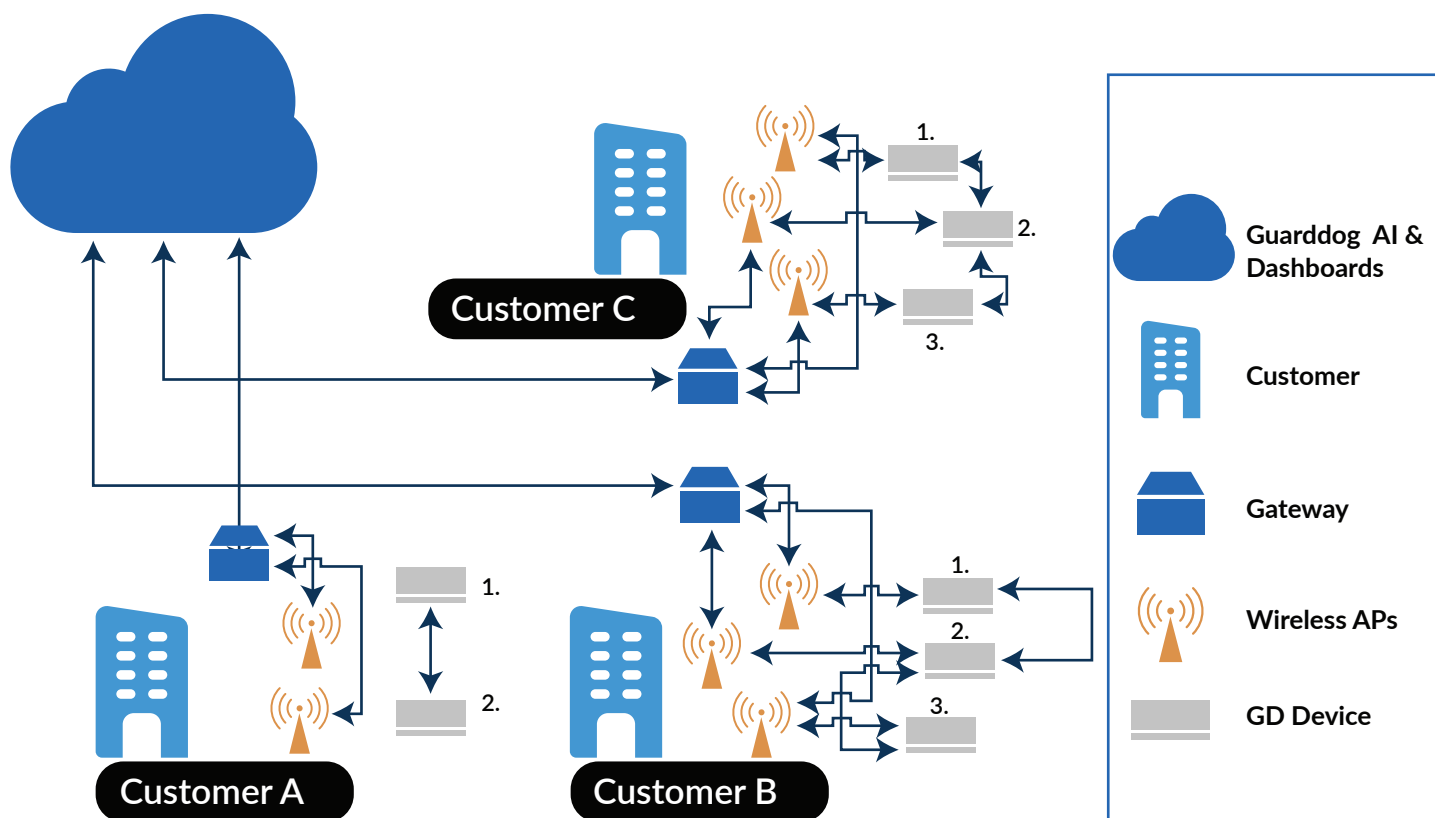 1.
2.
3.
Customer C
1.
2.
Customer A
1.
2.
3.
Customer B
Guarddog AI &
Dashboards
Customer
Gateway
Wireless APs
GD Device